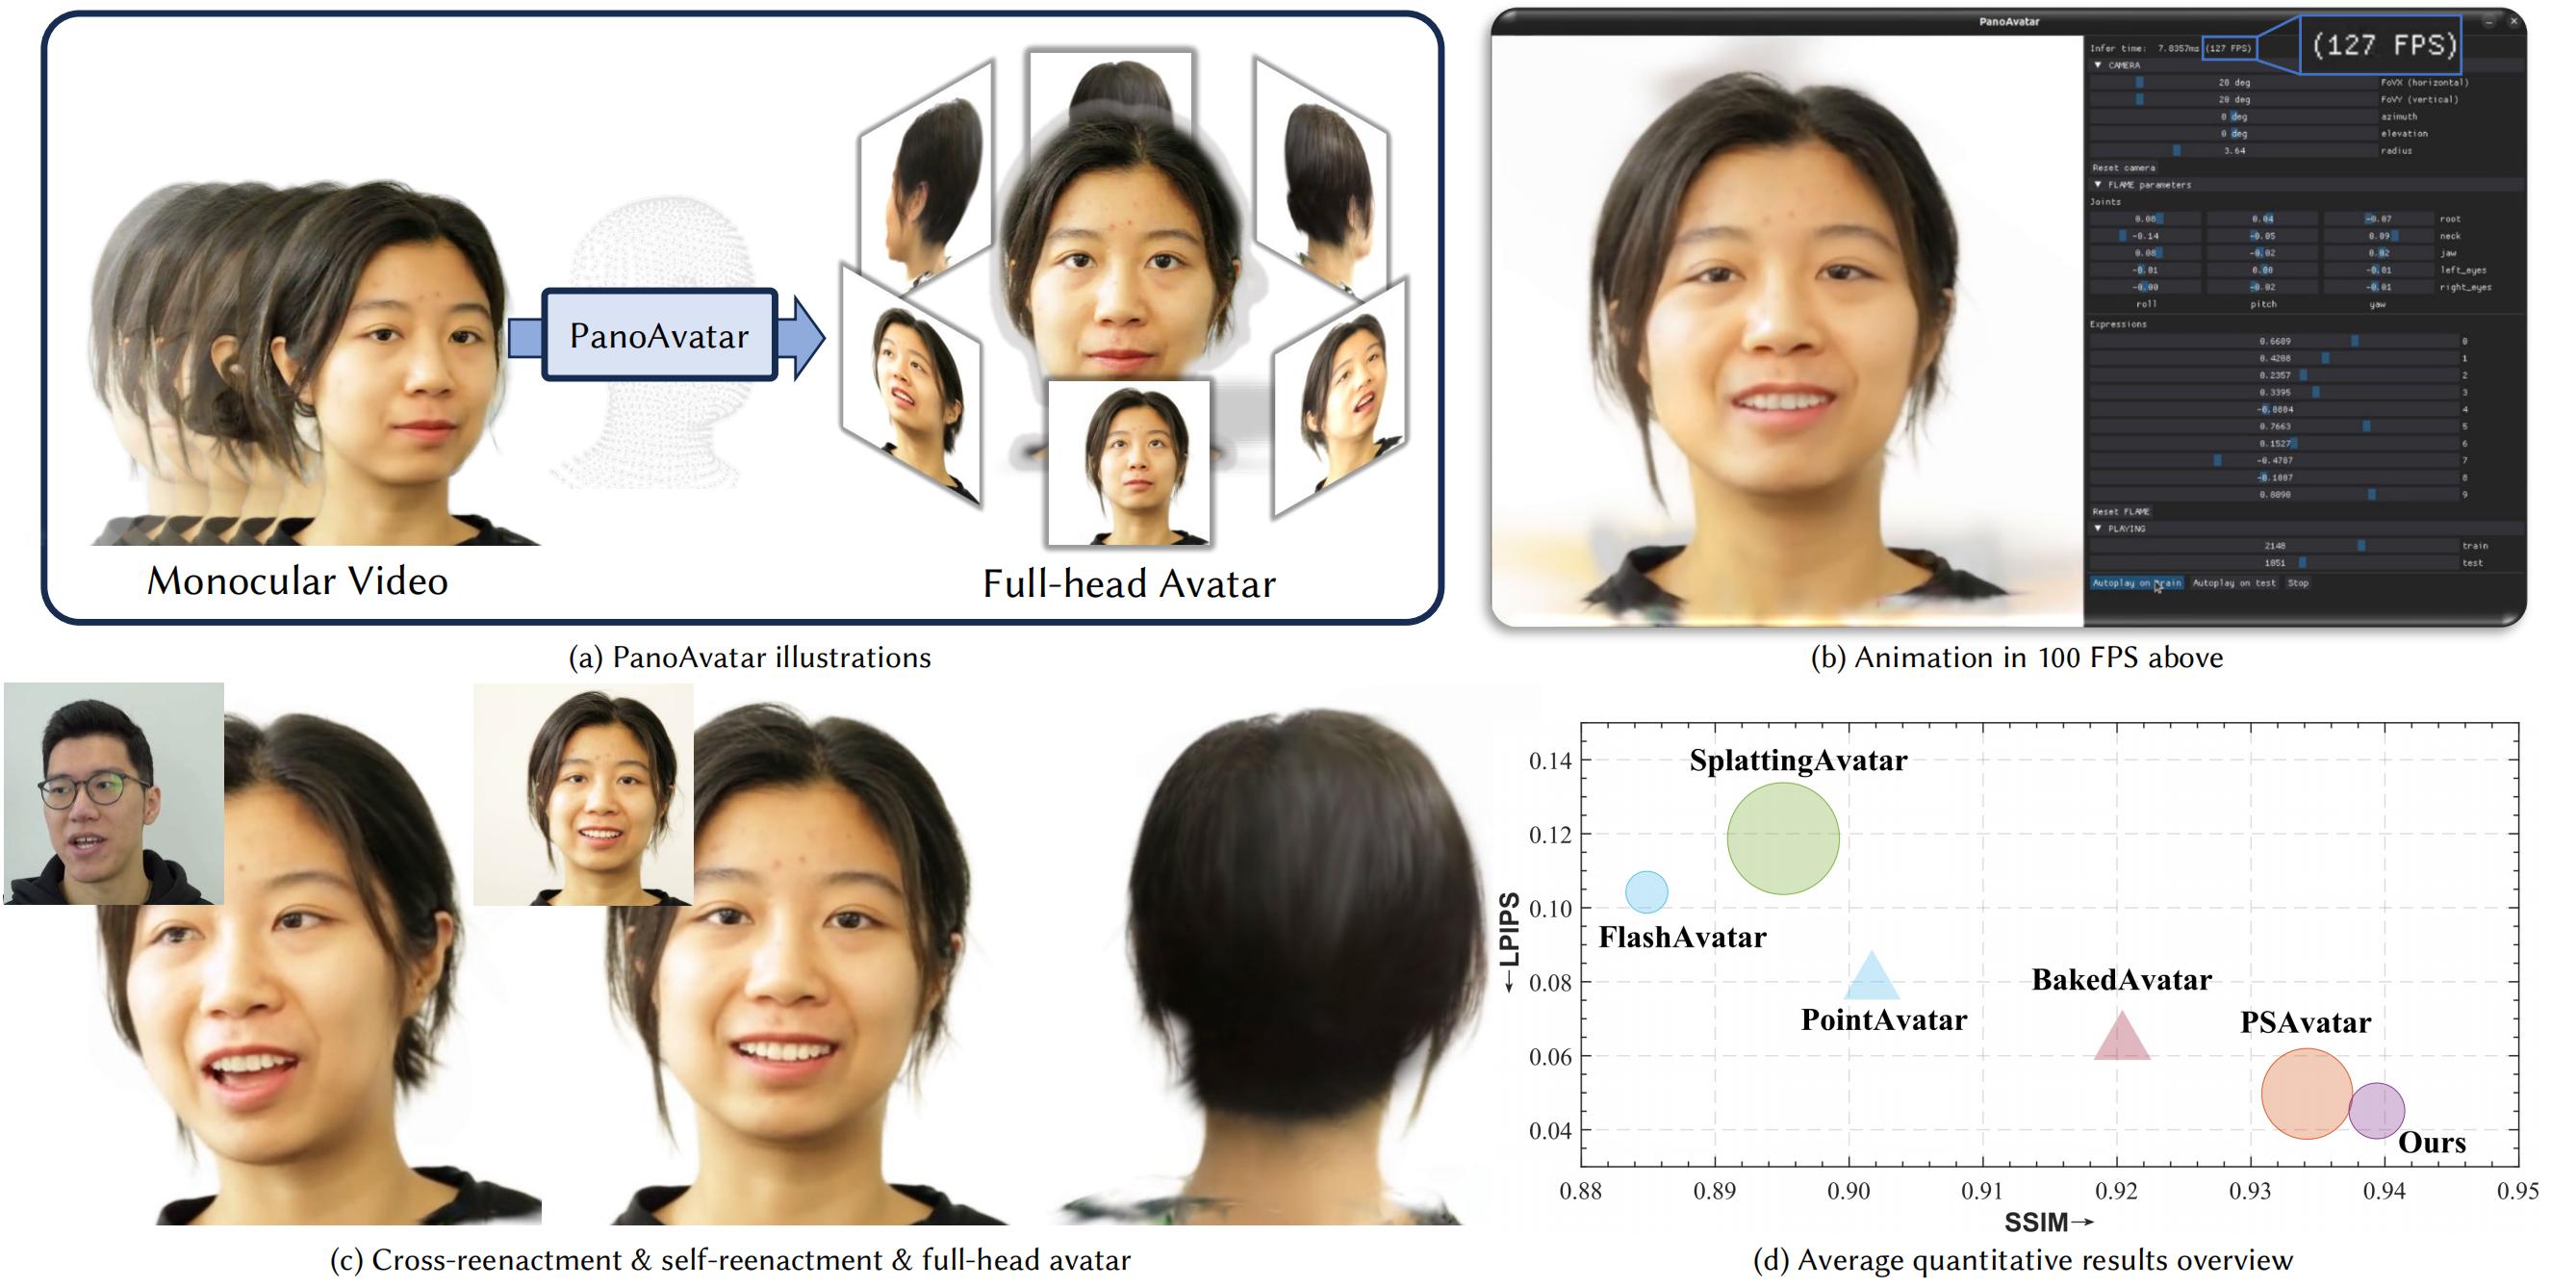 PanoAvatar
Monocular Video
Full-head Avatar
(a) PanoAvatar illustrations
PanoAvatar
Infer time: 7.8357ms (127 FPS)
(127 FPS)
▼ CAMERA
20 deg FoVX (horizontal)
20 deg FoVY (vertical)
0 deg azimuth
0 deg elevation
3.64 radius
Reset camera
▼ FLAME parameters
Joints
0.08 0.04 -0.07 root
-0.14 -0.05 0.09 neck
0.08 -0.02 0.02 jaw
-0.01 0.00 -0.01 left_eyes
-0.00 -0.02 -0.01 right_eyes
roll pitch yaw
Expressions
0.6609 0
0.4208 1
0.2357 2
0.3395 3
-0.0804 4
0.7663 5
0.1527 6
-0.4787 7
-0.1807 8
0.8098 9
Reset FLAME
▼ PLAYING
2148 train
1051 test
Autoplay on train Autoplay on test Stop
(b) Animation in 100 FPS above
(c) Cross-reenactment & self-reenactment & full-head avatar
←LPIPS
0.14
0.12
0.10
0.08
0.06
0.04
SplattingAvatar
FlashAvatar
PointAvatar
BakedAvatar
PSAvatar
Ours
0.88 0.89 0.90 0.91 0.92 0.93 0.94 0.95
SSIM→
(d) Average quantitative results overview